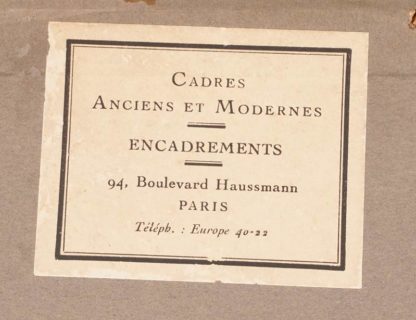 CADRES
ANCIENS ET MODERNES
ENCADREMENTS
94, Boulevard Haussmann
PARIS
Téléph. : Europe 40-22